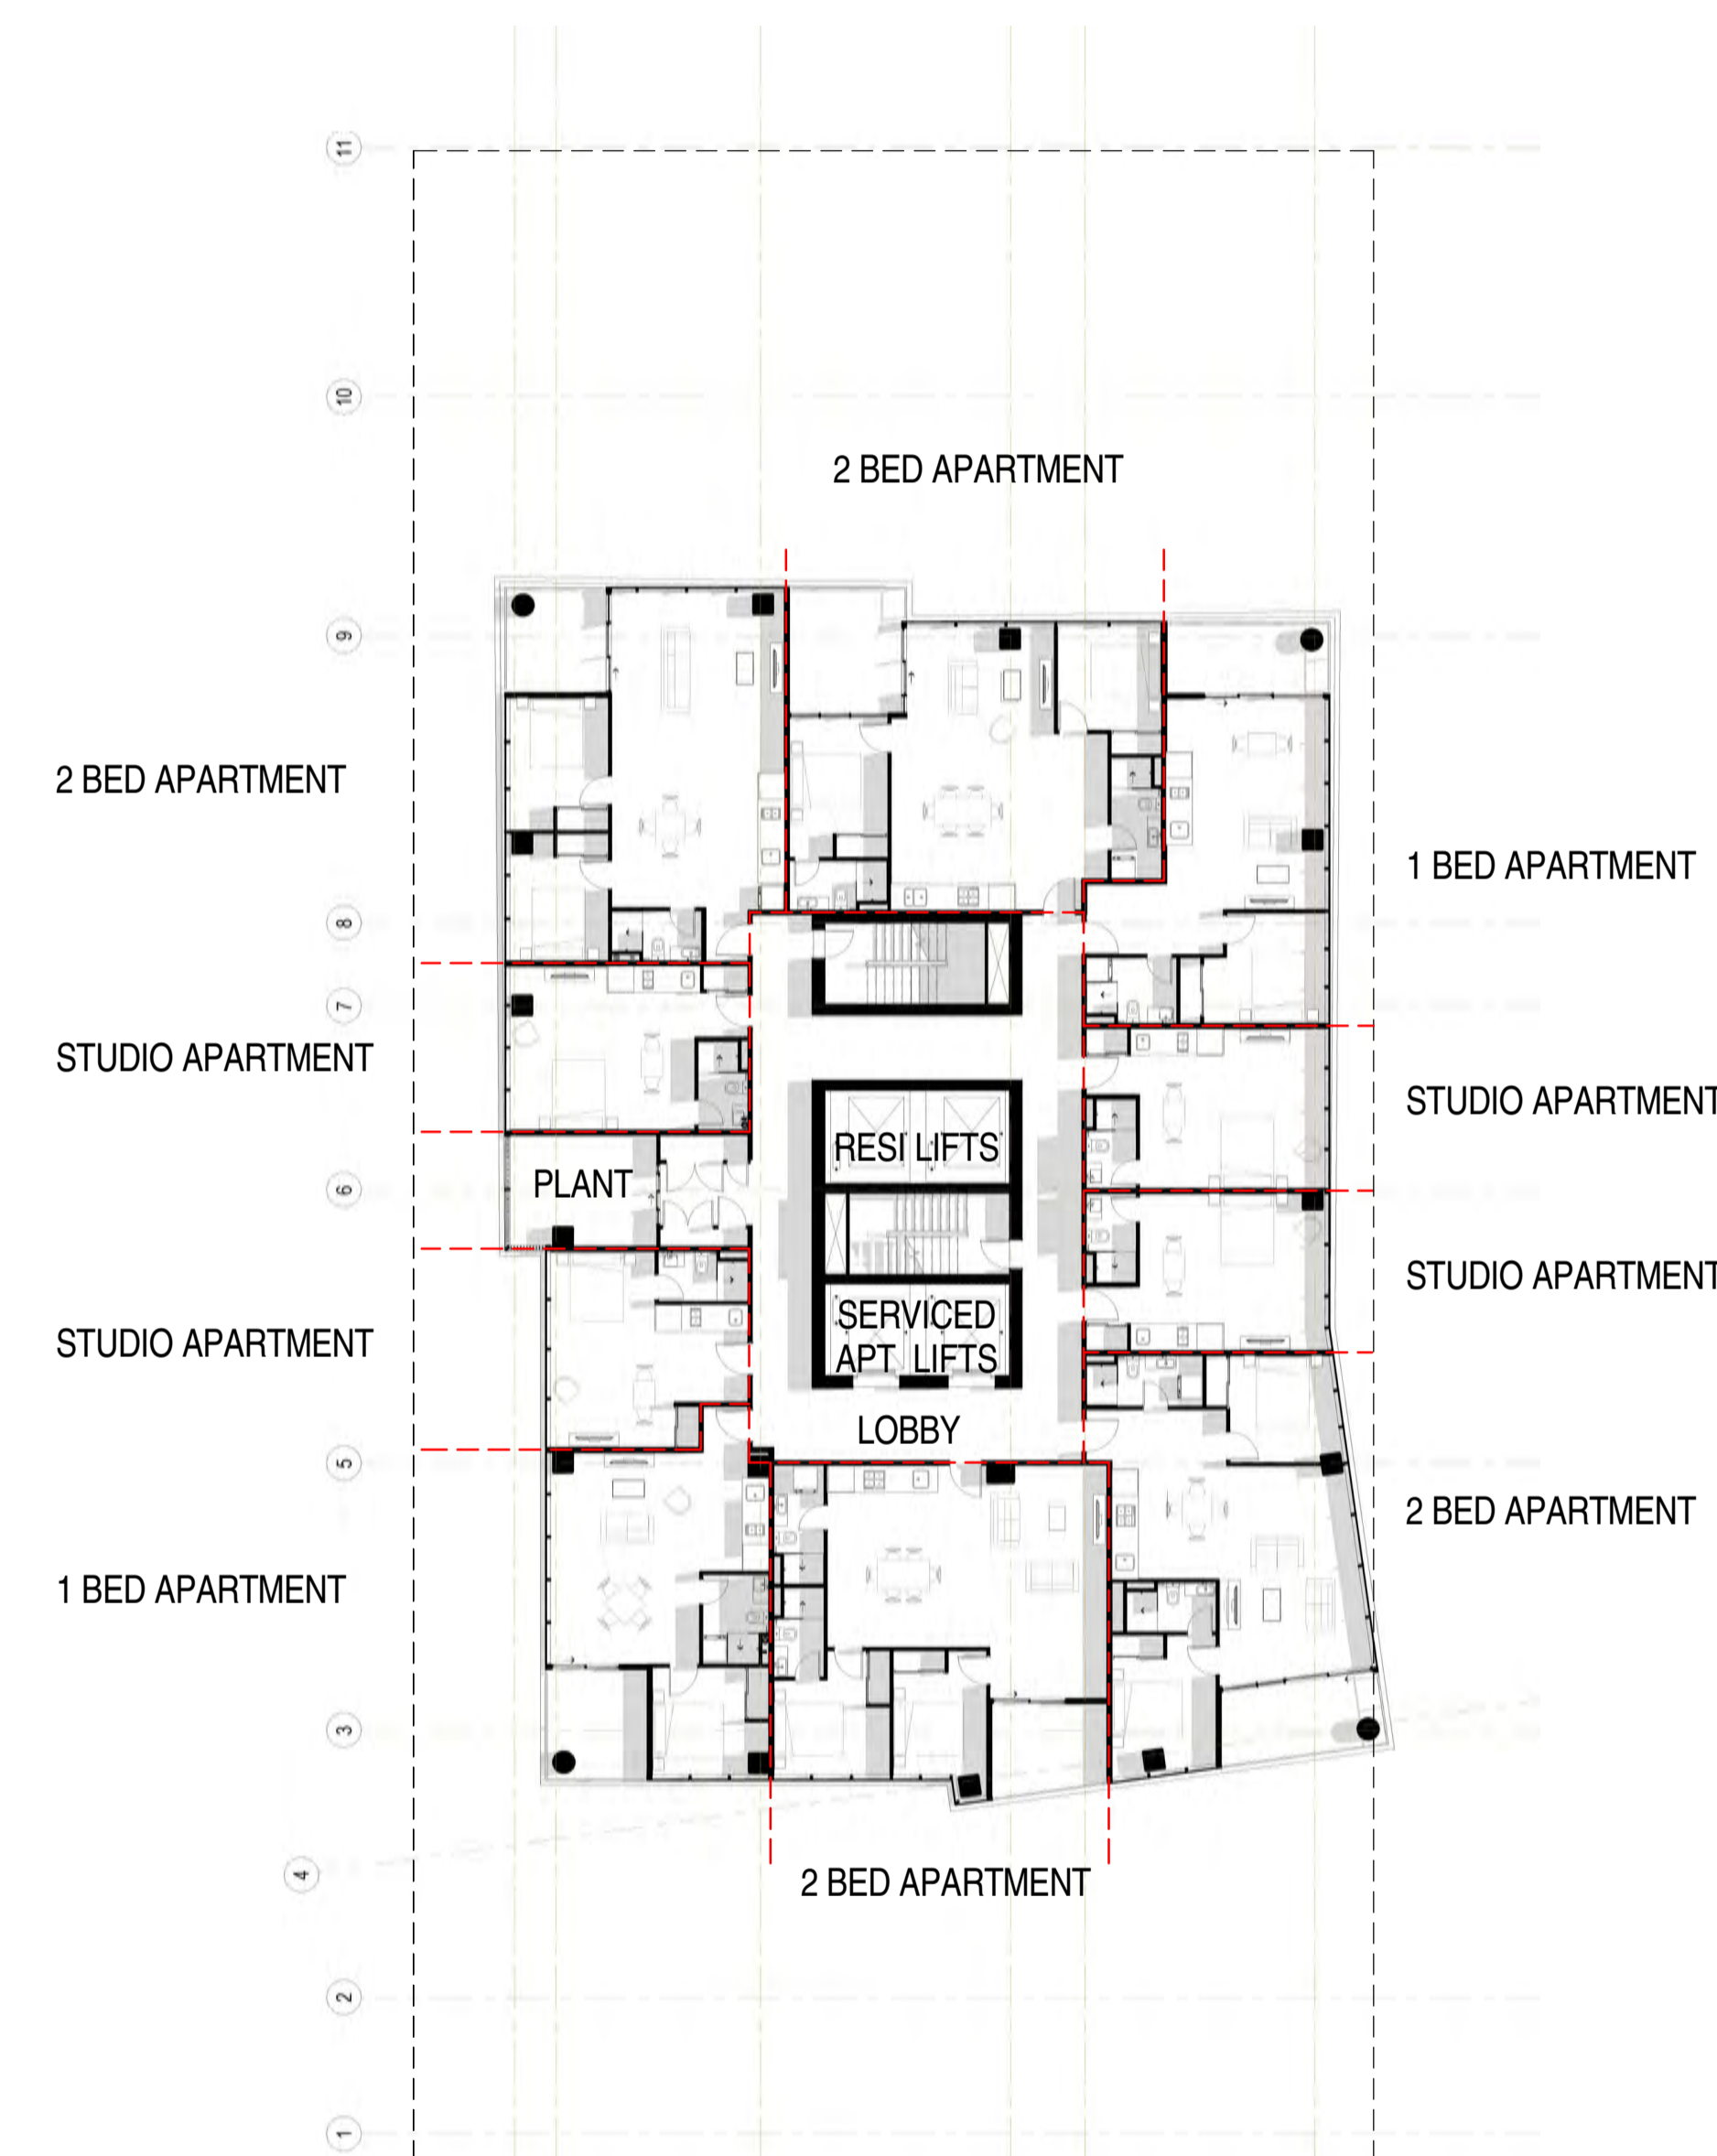 11
10
2 BED APARTMENT
9
2 BED APARTMENT
1 BED APARTMENT
8
7
STUDIO APARTMENT
STUDIO APARTMENT
RESI LIFTS
PLANT
6
STUDIO APARTMENT
SERVICED
APT LIFTS
STUDIO APARTMENT
LOBBY
5
2 BED APARTMENT
1 BED APARTMENT
3
4
2 BED APARTMENT
2
1